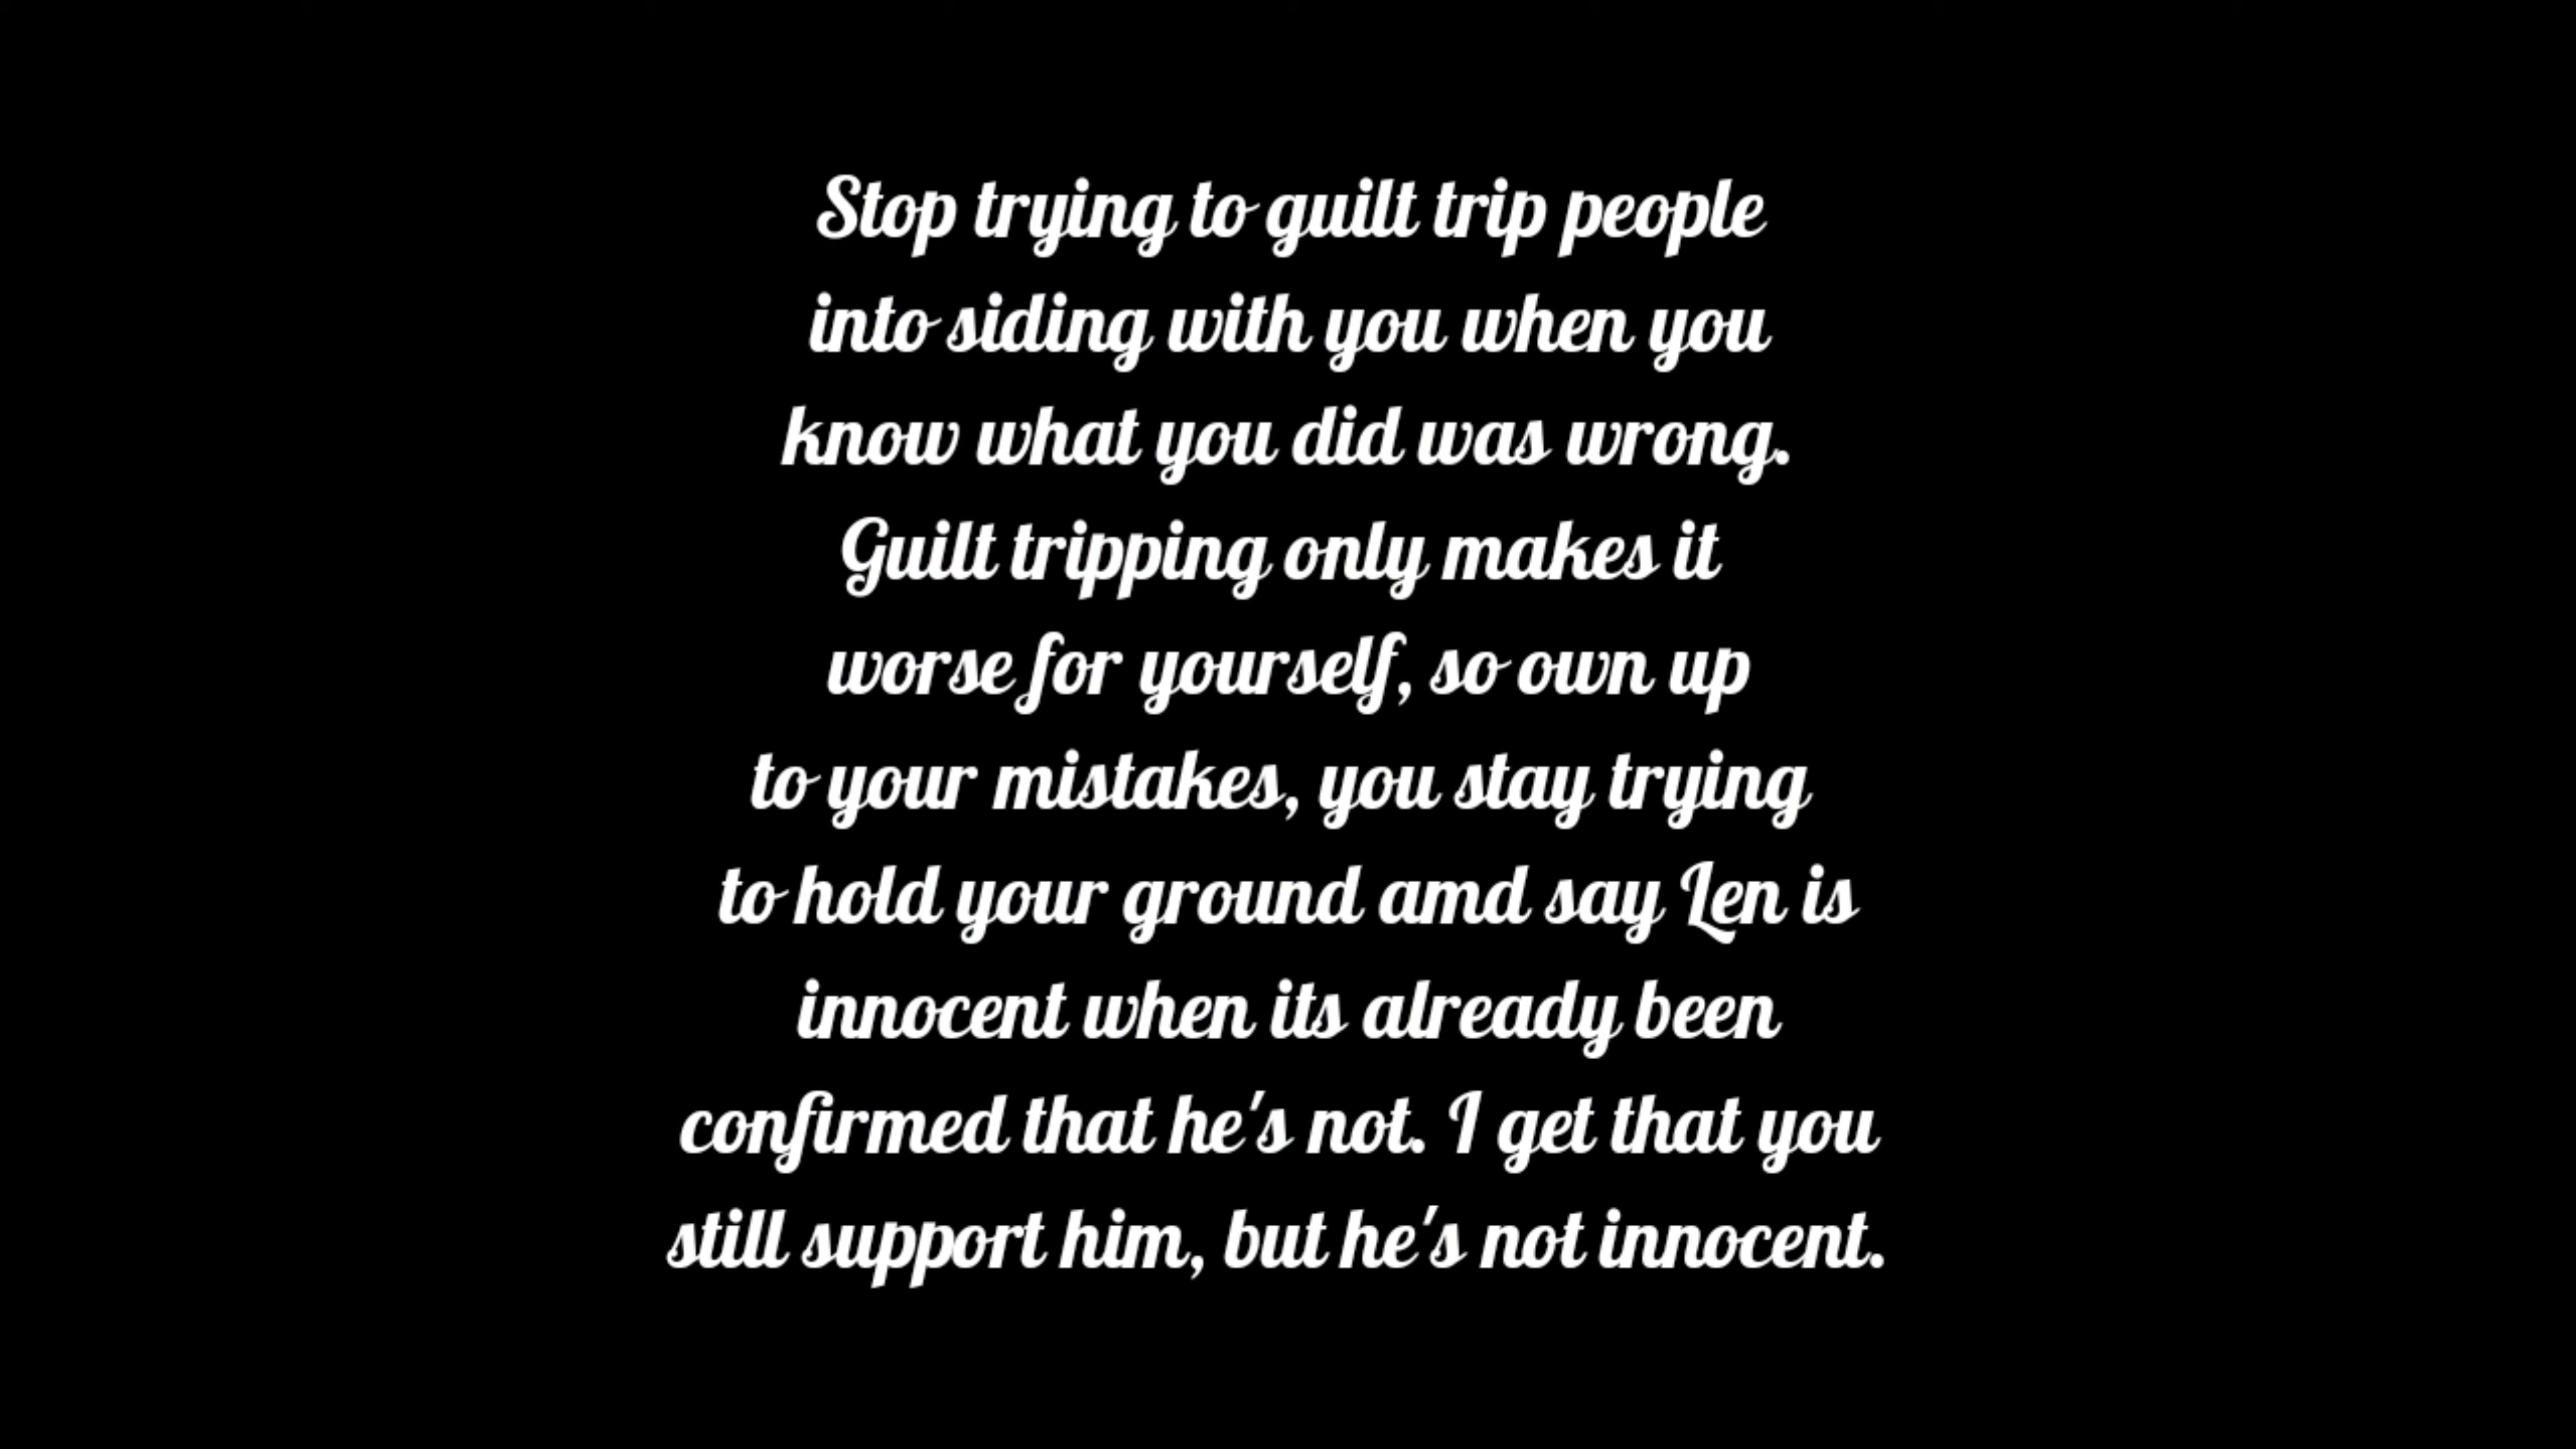 Stop trying to guilt trip people
into siding with you when you
know what you did was wrong.
Guilt tripping only makes it
worse for yourself, so own up
to your mistakes, you stay trying
to hold your ground amd say Len is
innocent when its already been
confirmed that he's not. I get that you
still support him, but he's not innocent.